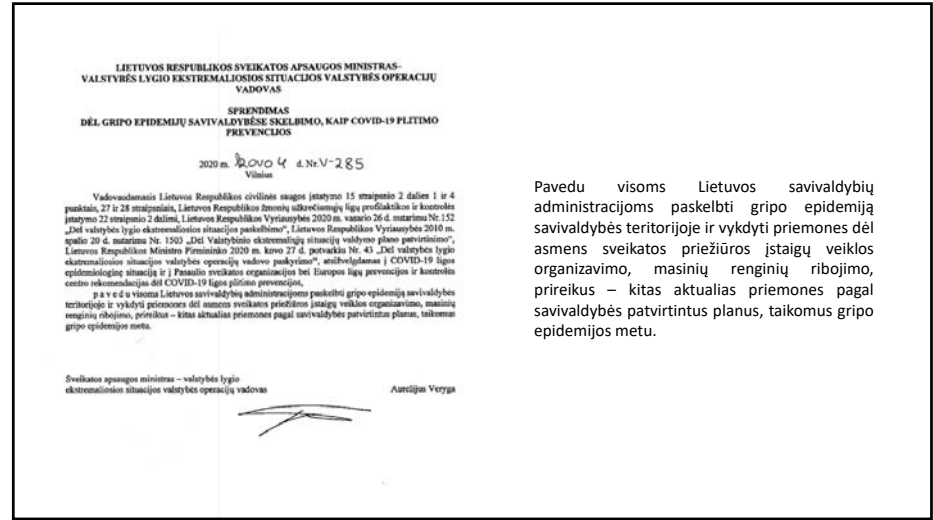 LIETUVOS RESPUBLIKOS SVEIKATOS APSAUGOS MINISTRAS–
VALSTYBĖS LYGIO EKSTREMALIOSIOS SITUACIJOS VALSTYBĖS OPERACIJŲ
VADOVAS
SPRENDIMAS
DĖL GRIPO EPIDEMIJŲ SAVIVALDYBĖSE SKELBIMO, KAIP COVID-19 PLITIMO
PREVENCIJOS
2020 m. kovo 4 d. Nr. V-285
Vilnius
Vadovaudamasis Lietuvos Respublikos civilinės saugos įstatymo 15 straipsnio 2 dalies 1 ir 4
punktais, 27 ir 28 straipsniais, Lietuvos Respublikos žmonių užkrečiamųjų ligų profilaktikos ir kontrolės
įstatymo 22 straipsnio 2 dalimi, Lietuvos Respublikos Vyriausybės 2020 m. vasario 26 d. nutarimu Nr. 152
„Dėl valstybės lygio ekstremaliosios situacijos paskelbimo“, Lietuvos Respublikos Vyriausybės 2010 m.
spalio 20 d. nutarimu Nr. 1503 „Dėl Valstybinio ekstremaliųjų situacijų valdymo plano patvirtinimo“,
Lietuvos Respublikos Ministro Pirmininko 2020 m. kovo 27 d. potvarkiu Nr. 43 „Dėl valstybės lygio
ekstremaliosios situacijos valstybės operacijų vadovo paskyrimo“, atsižvelgdamas į COVID-19 ligos
epidemiologinę situaciją ir į Pasaulio sveikatos organizacijos bei Europos ligų prevencijos ir kontrolės
centro rekomendacijas dėl COVID-19 ligos plitimo prevencijos,
p a v e d u visoms Lietuvos savivaldybių administracijoms paskelbti gripo epidemiją savivaldybės
teritorijoje ir vykdyti priemones dėl asmens sveikatos priežiūros įstaigų veiklos organizavimo, masinių
renginių ribojimo, prireikus – kitas aktualias priemones pagal savivaldybės patvirtintus planus, taikomus
gripo epidemijos metu.
Sveikatos apsaugos ministras – valstybės lygio
ekstremaliosios situacijos valstybės operacijų vadovas Aurelijus Veryga
Pavedu visoms Lietuvos savivaldybių
administracijoms paskelbti gripo epidemiją
savivaldybės teritorijoje ir vykdyti priemones dėl
asmens sveikatos priežiūros įstaigų veiklos
organizavimo, masinių renginių ribojimo,
prireikus – kitas aktualias priemones pagal
savivaldybės patvirtintus planus, taikomus gripo
epidemijos metu.